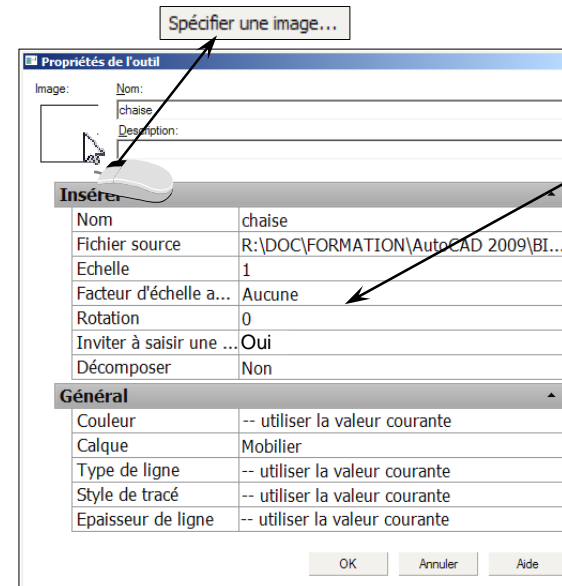 Spécifier une image...
Propriétés de l'outil
Image: Nom:
chaise
Description:
Insérer
Nom chaise
Fichier source R:\DOC\FORMATION\AutoCAD 2009\BI...
Echelle 1
Facteur d'échelle a... Aucune
Rotation 0
Inviter à saisir une ... Oui
Décomposer Non
Général
Couleur -- utiliser la valeur courante
Calque Mobilier
Type de ligne -- utiliser la valeur courante
Style de tracé -- utiliser la valeur courante
Epaisseur de ligne -- utiliser la valeur courante
OK Annuler Aide